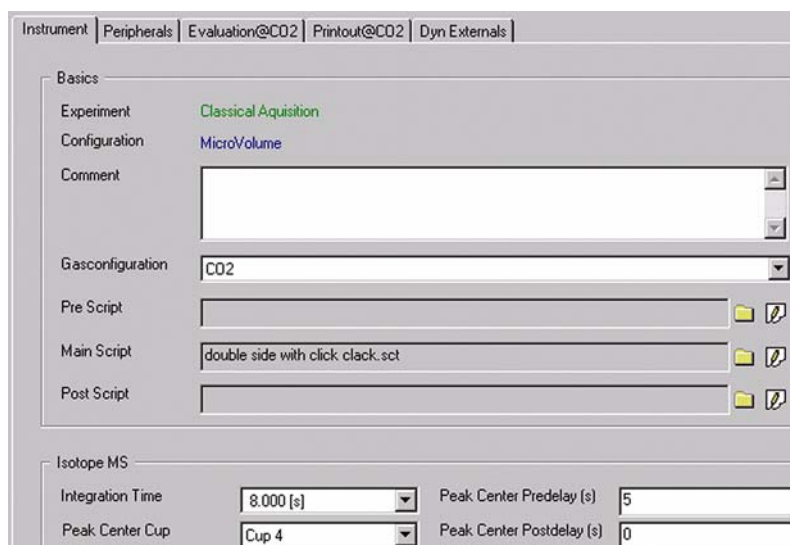 Instrument Peripherals Evaluation@CO2 Printout@CO2 Dyn Externals
Basics
Experiment Classical Aquisition
Configuration MicroVolume
Comment
Gasconfiguration CO2
Pre Script
Main Script double side with click clack.sct
Post Script
Isotope MS
Integration Time 8.000 [s] Peak Center Predelay (s) 5
Peak Center Cup Cup 4 Peak Center Postdelay (s) 0